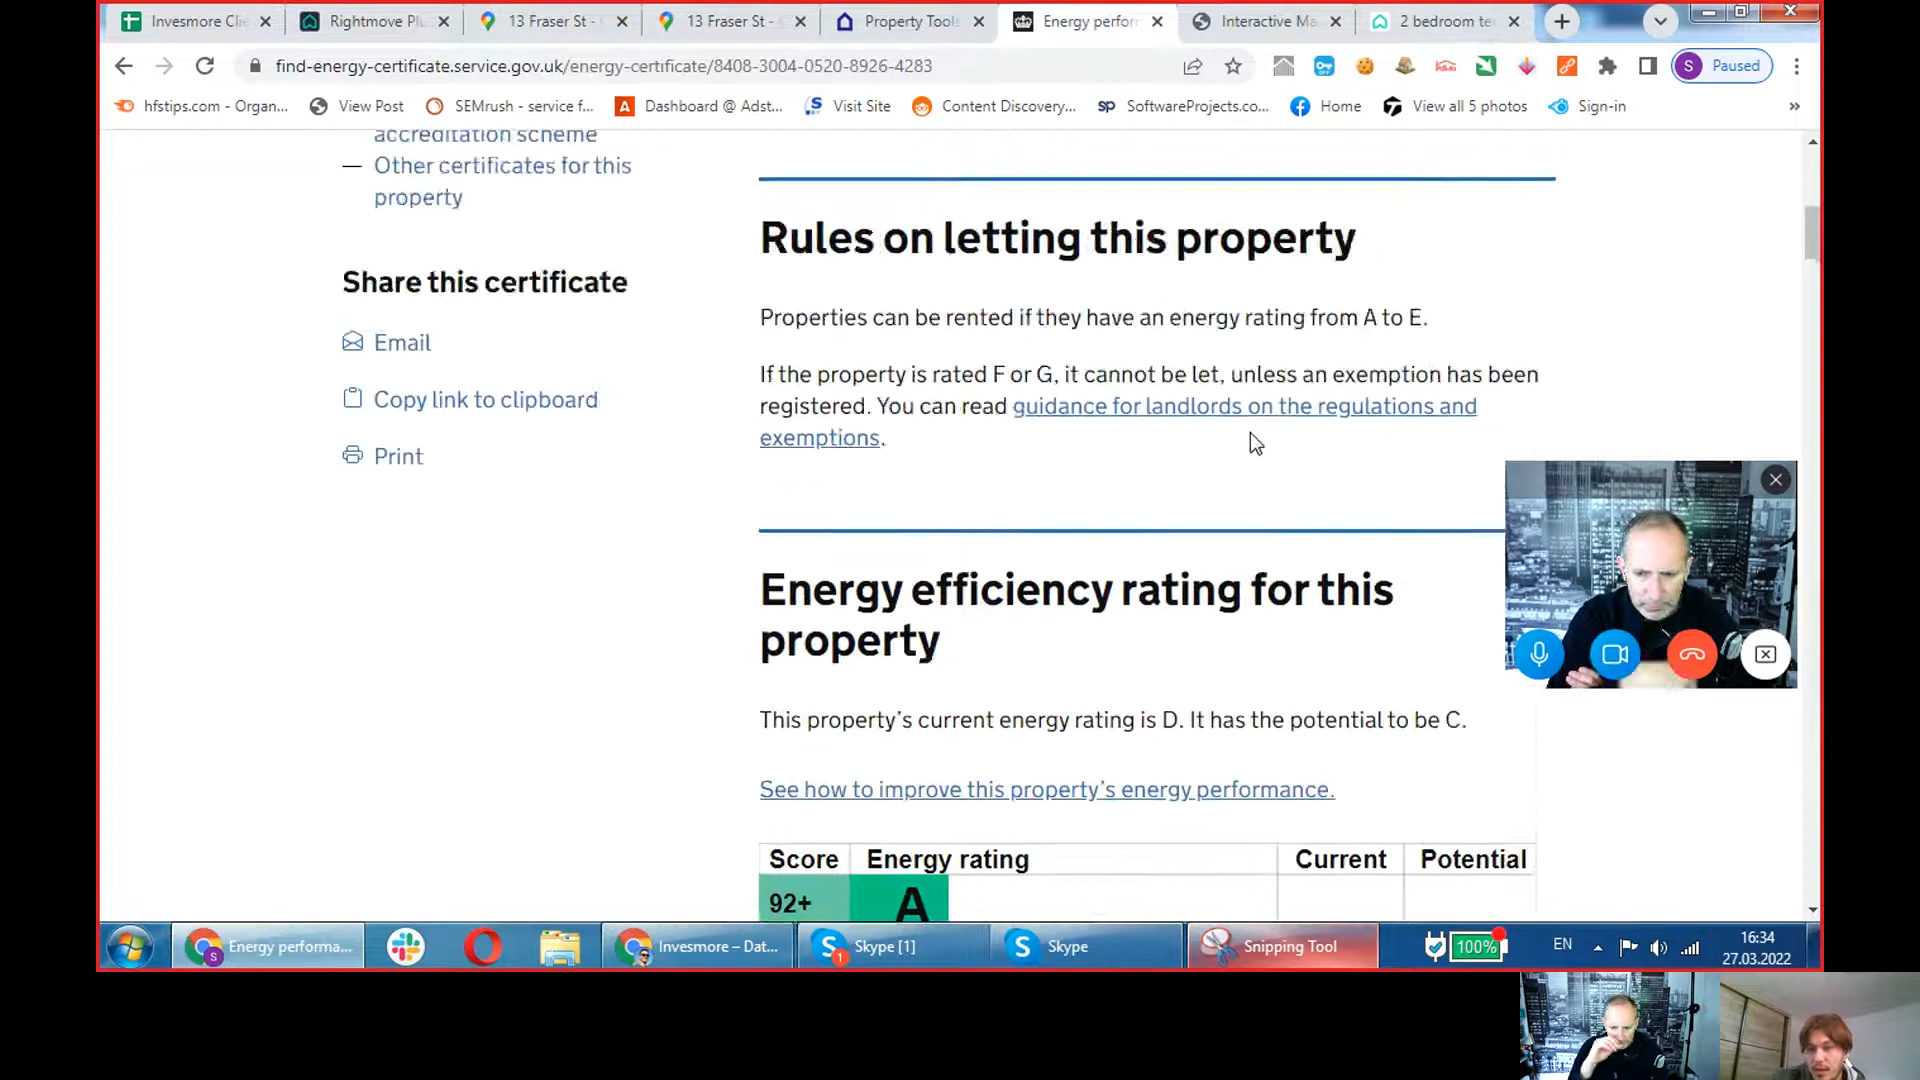 Invesmore Clie
Rightmove Pl
13 Fraser St -
13 Fraser St -
Property Tools
Energy perfor
Interactive Ma
2 bedroom te
find-energy-certificate.service.gov.uk/energy-certificate/8408-3004-0520-8926-4283
S
Paused
hfstips.com - Organ...
View Post
SEMrush - service f...
Dashboard @ Adst...
Visit Site
Content Discovery...
SoftwareProjects.co...
Home
View all 5 photos
Sign-in
»
accreditation scheme
— Other certificates for this
property
Share this certificate
Email
Copy link to clipboard
Print
Rules on letting this property
Properties can be rented if they have an energy rating from A to E.
If the property is rated F or G, it cannot be let, unless an exemption has been
registered. You can read guidance for landlords on the regulations and
exemptions.
Energy efficiency rating for this
property
This property’s current energy rating is D. It has the potential to be C.
See how to improve this property’s energy performance.
Score Energy rating Current Potential
92+ A
Energy performa...
Invesmore – Dat...
Skype [1]
Skype
Snipping Tool
100%
EN
16:34
27.03.2022